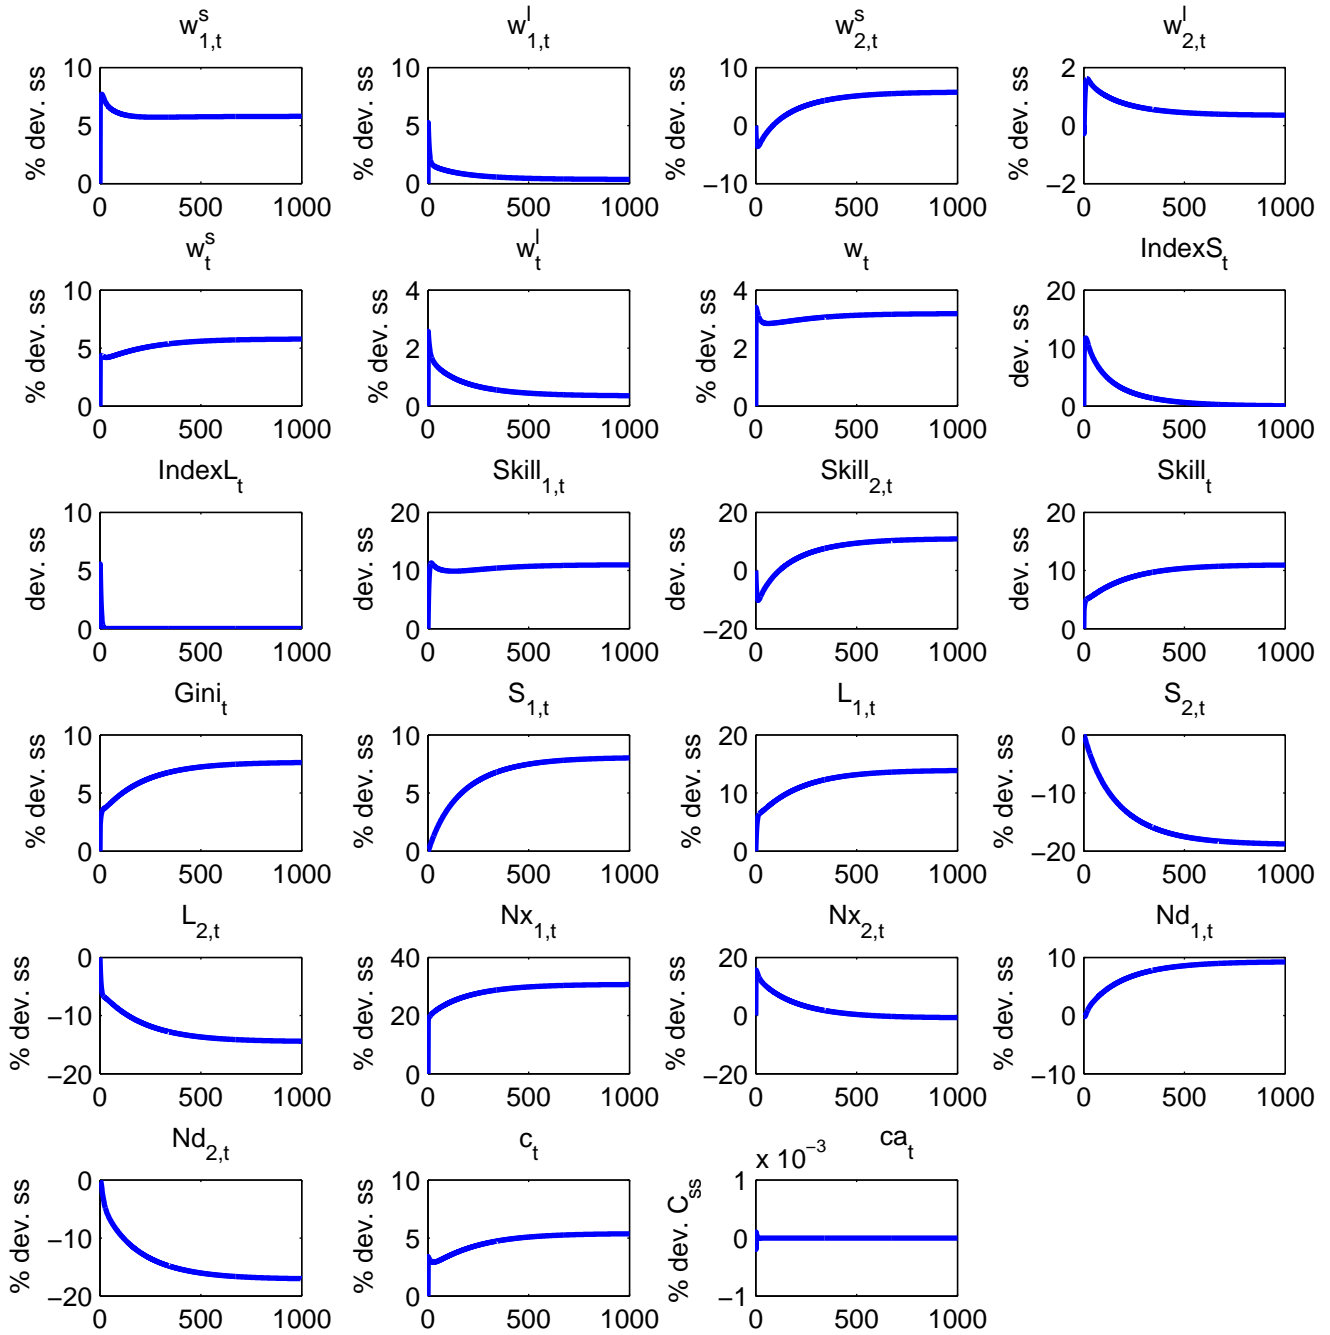 w^s_{1,t}
% dev. ss
10
5
0
0 500 1000
w^l_{1,t}
% dev. ss
10
5
0
0 500 1000
w^s_{2,t}
% dev. ss
10
0
−10
0 500 1000
w^l_{2,t}
% dev. ss
2
0
−2
0 500 1000
w^s_t
% dev. ss
10
5
0
0 500 1000
w^l_t
% dev. ss
4
2
0
0 500 1000
w_t
% dev. ss
4
2
0
0 500 1000
IndexS_t
dev. ss
20
10
0
0 500 1000
IndexL_t
dev. ss
10
5
0
0 500 1000
Skill_{1,t}
dev. ss
20
10
0
0 500 1000
Skill_{2,t}
dev. ss
20
0
−20
0 500 1000
Skill_t
dev. ss
20
10
0
0 500 1000
Gini_t
% dev. ss
10
5
0
0 500 1000
S_{1,t}
% dev. ss
10
5
0
0 500 1000
L_{1,t}
% dev. ss
20
10
0
0 500 1000
S_{2,t}
% dev. ss
0
−10
−20
0 500 1000
L_{2,t}
% dev. ss
0
−10
−20
0 500 1000
Nx_{1,t}
% dev. ss
40
20
0
0 500 1000
Nx_{2,t}
% dev. ss
20
0
−20
0 500 1000
Nd_{1,t}
% dev. ss
10
0
−10
0 500 1000
Nd_{2,t}
% dev. ss
0
−10
−20
0 500 1000
c_t
% dev. ss
10
5
0
0 500 1000
ca_t
x 10^{−3}
% dev. C_{ss}
1
0
−1
0 500 1000